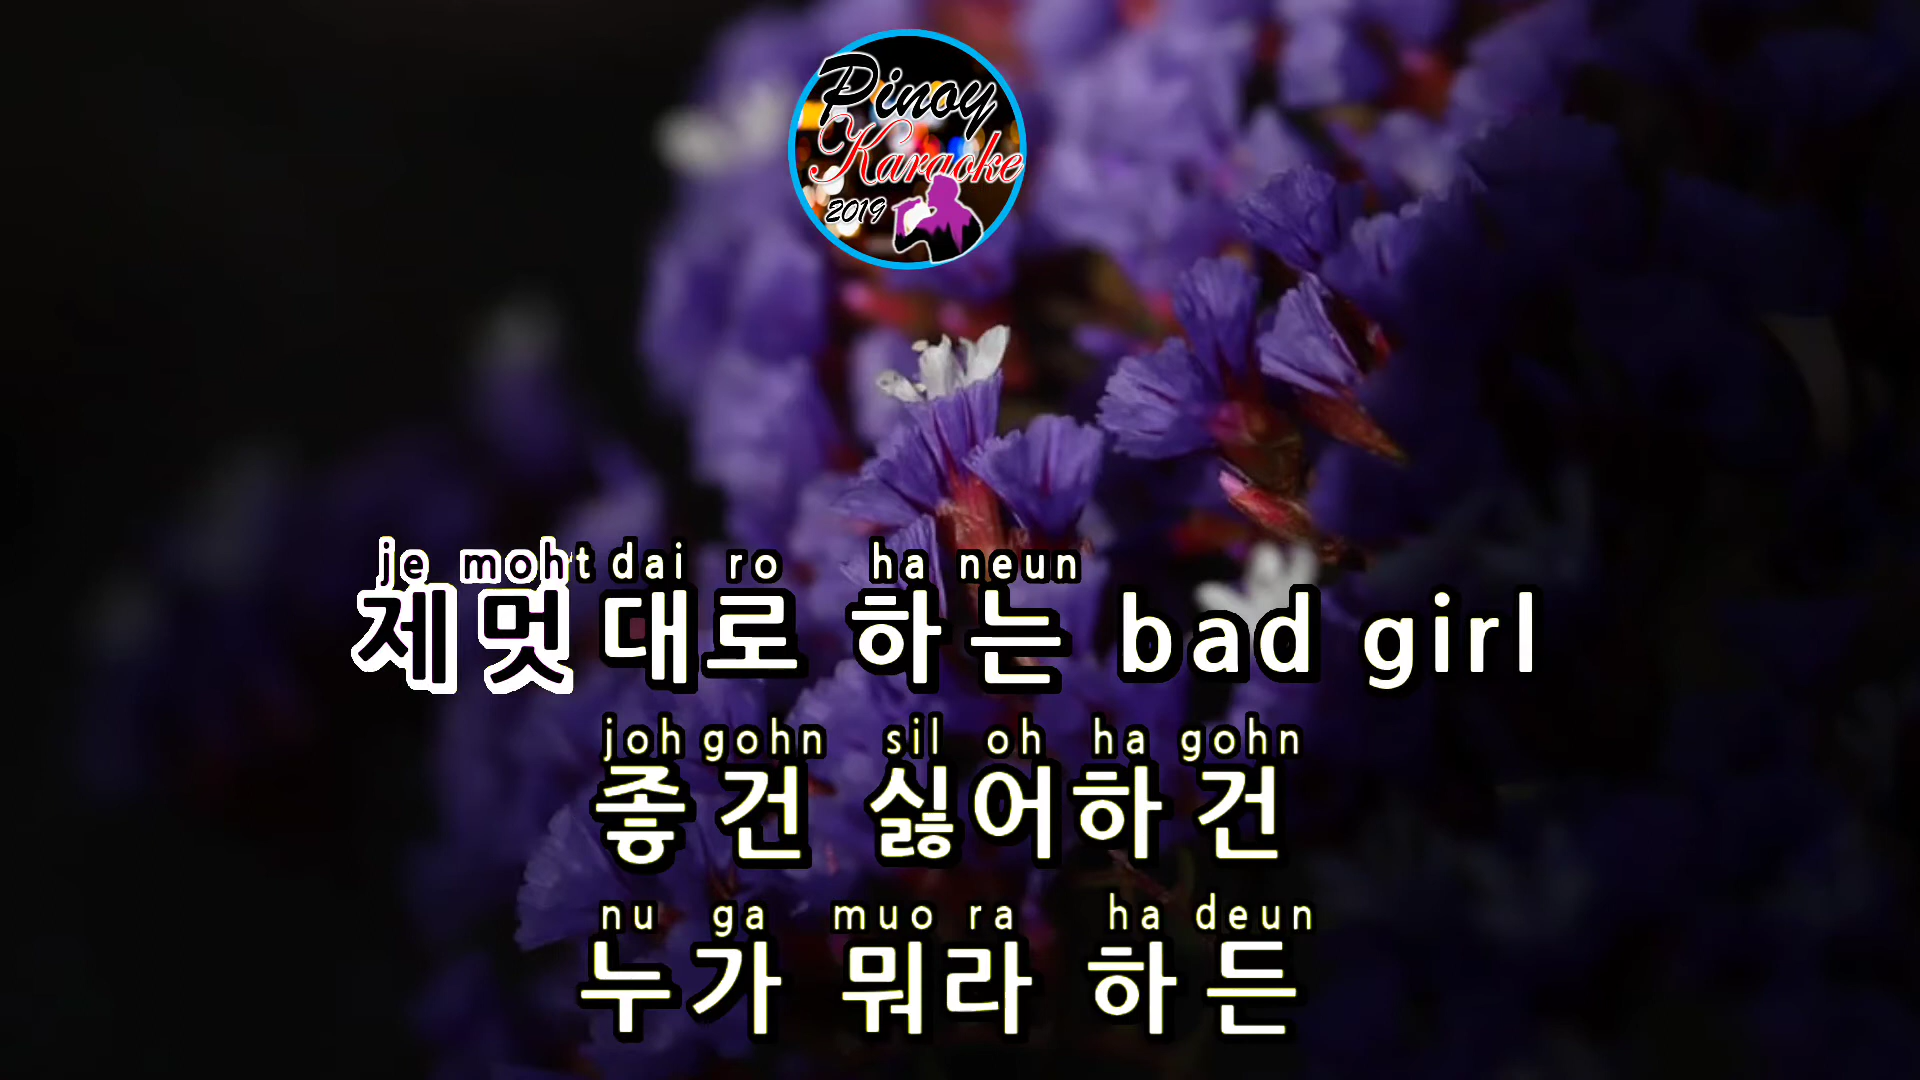 Pinoy
Karaoke
2019
je moht dai ro ha neun
제멋대로 하는 bad girl
joh gohn sil oh ha gohn
좋건 싫어하건
nu ga muo ra ha deun
누가 뭐라 하든